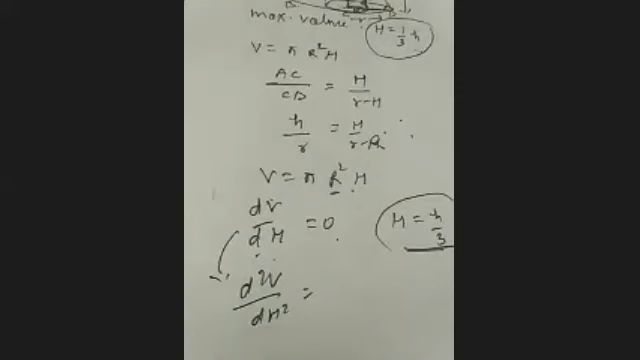 max. value
H = 1/3 h
V = π R² H
AC/CD = H/r-H
h/r = H/r-R
V = π R² H
dV/dH = 0
H = h/3
d²V/dH² =